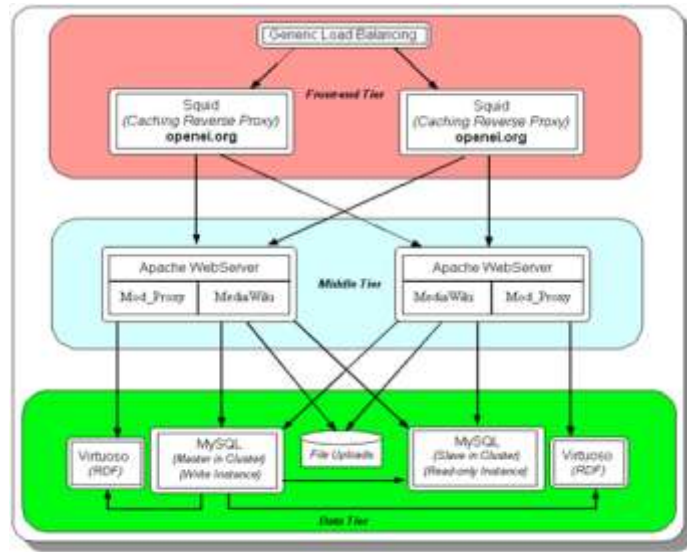 Generic Load Balancing
Front-end Tier
Squid
(Caching Reverse Proxy)
openei.org
Squid
(Caching Reverse Proxy)
openei.org
Apache WebServer
Mod_Proxy
MediaWiki
Middle Tier
Apache WebServer
MediaWiki
Mod_Proxy
Virtuoso
(RDF)
MySQL
(Master in Cluster)
(Write Instance)
File Uploads
MySQL
(Slave in Cluster)
(Read-only Instance)
Virtuoso
(RDF)
Data Tier